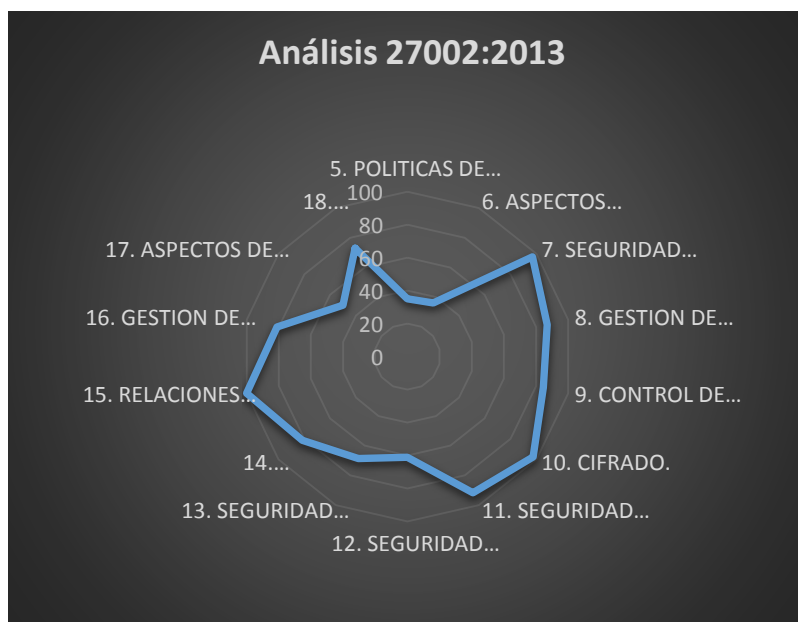 Análisis 27002:2013
5. POLITICAS DE...
6. ASPECTOS...
7. SEGURIDAD...
8. GESTION DE...
9. CONTROL DE...
10. CIFRADO.
11. SEGURIDAD...
12. SEGURIDAD...
13. SEGURIDAD...
14....
15. RELACIONES...
16. GESTION DE...
17. ASPECTOS DE...
18....
100
80
60
40
20
0